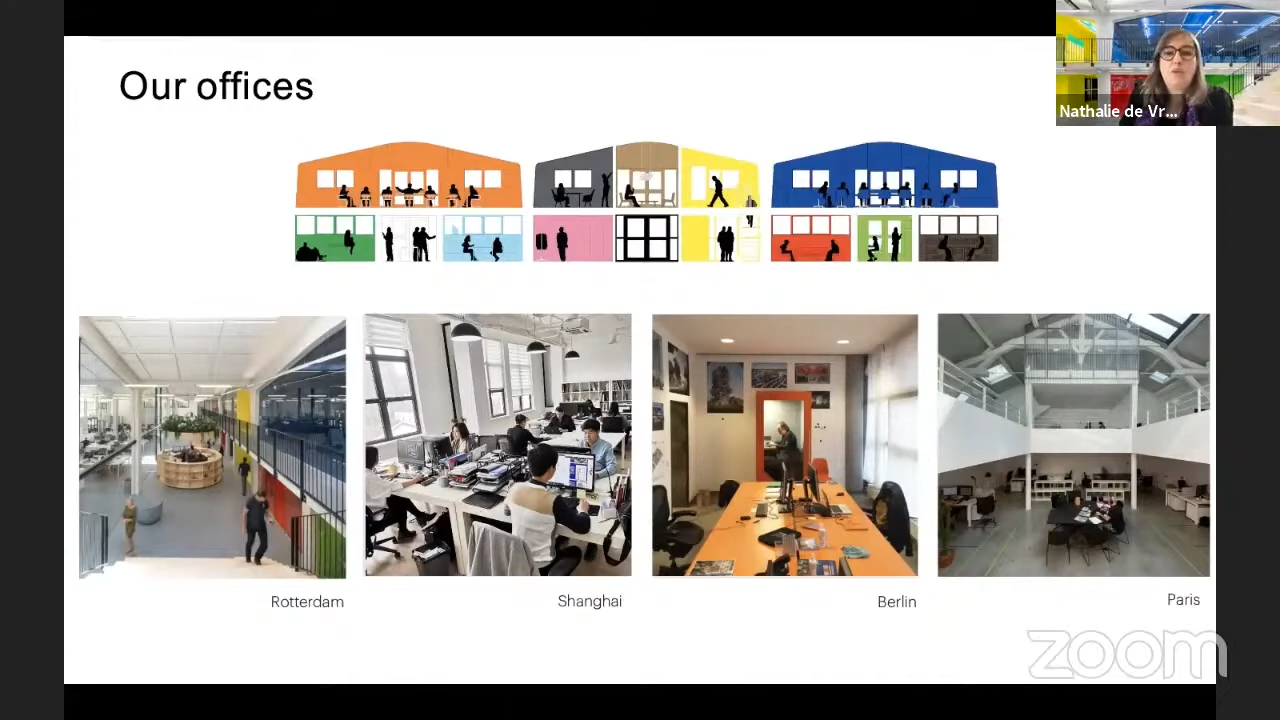 Our offices
Nathalie de Vr...
Rotterdam
Shanghai
Berlin
Paris
zoom